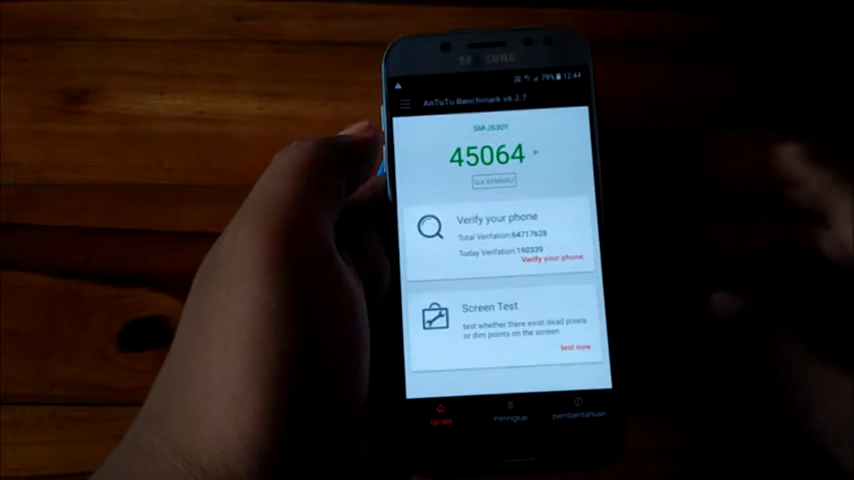 SAMSUNG
79% 12.44
AnTuTu Benchmark v6.2.7
SM-J530Y
45064
UJI KEMBALI
Verify your phone
Total Verifation:64717628
Today Verifation:190339
Verify your phone
Screen Test
test whether there exist dead pixels
or dim points on the screen
test now
Peringkat
pemberitahuan